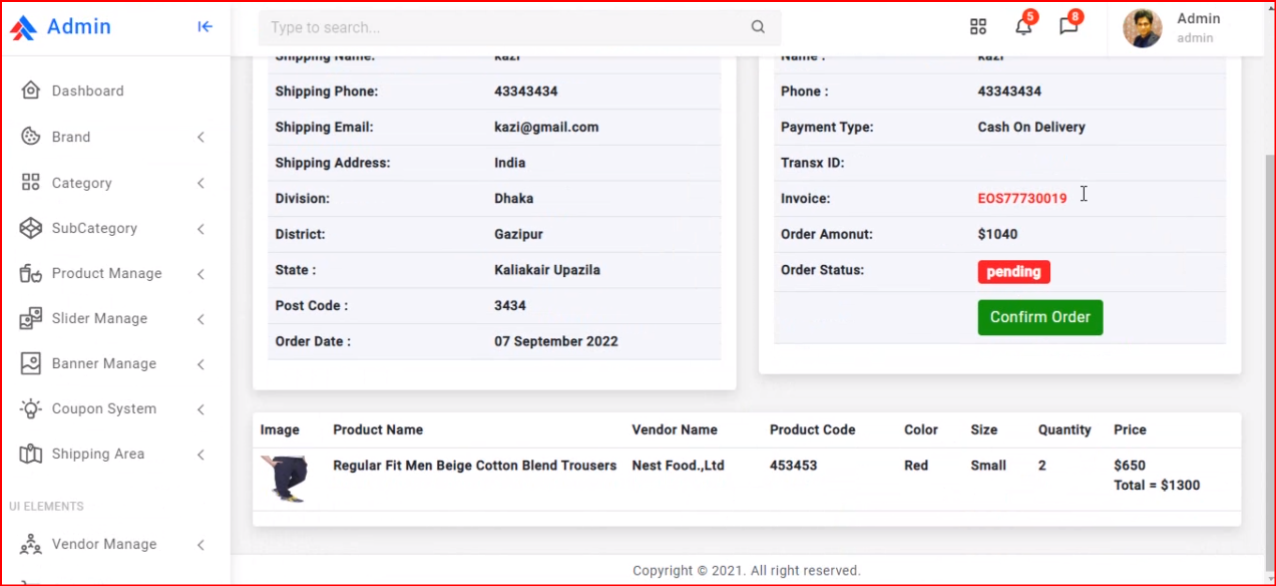 Admin
Type to search...
5
8
Admin
admin
Dashboard
Brand
Category
SubCategory
Product Manage
Slider Manage
Banner Manage
Coupon System
Shipping Area
UI ELEMENTS
Vendor Manage
Shipping Name: kazi
Shipping Phone: 43343434
Shipping Email: kazi@gmail.com
Shipping Address: India
Division: Dhaka
District: Gazipur
State : Kaliakair Upazila
Post Code : 3434
Order Date : 07 September 2022
Name : kazi
Phone : 43343434
Payment Type: Cash On Delivery
Transx ID:
Invoice: EOS77730019
Order Amonut: $1040
Order Status: pending
Confirm Order
Image Product Name Vendor Name Product Code Color Size Quantity Price
Regular Fit Men Beige Cotton Blend Trousers Nest Food.,Ltd 453453 Red Small 2 $650
Total = $1300
Copyright © 2021. All right reserved.